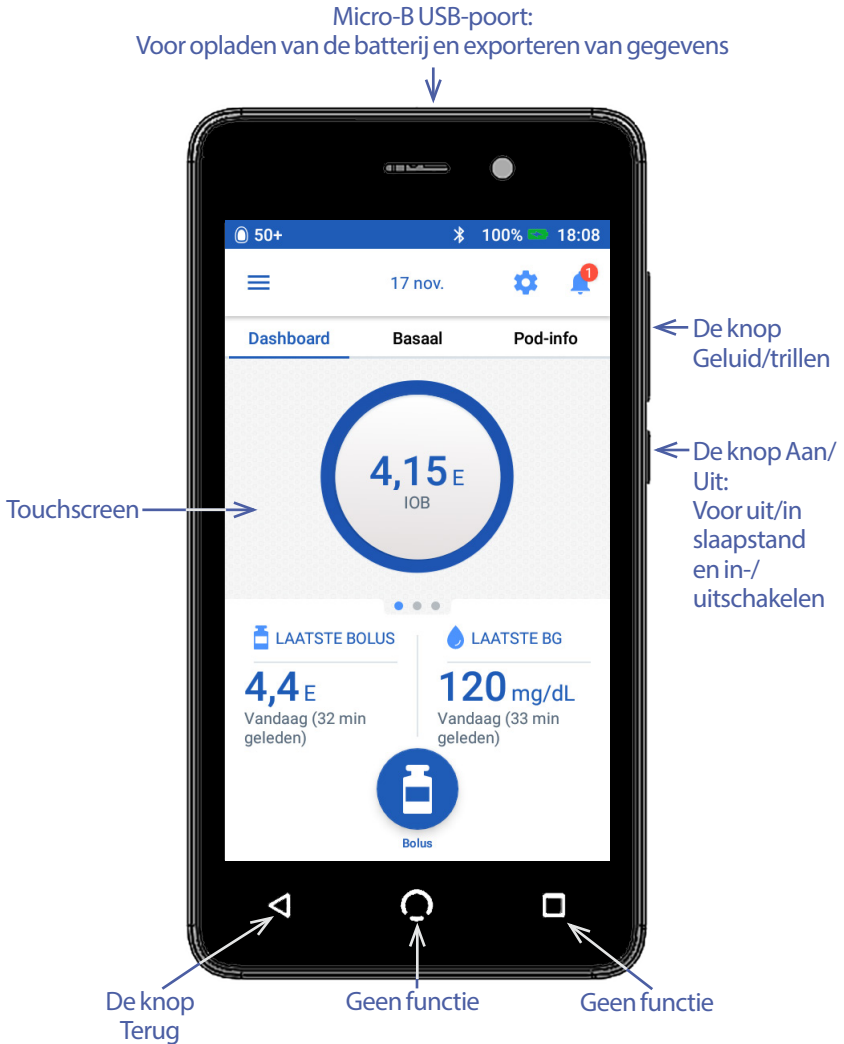 Micro-B USB-poort:
Voor opladen van de batterij en exporteren van gegevens
50+
100%
18:08
17 nov.
1
Dashboard
Basaal
Pod-info
De knop
Geluid/trillen
4,15 E
IOB
De knop Aan/
Uit:
Voor uit/in
slaapstand
en in-/
uitschakelen
Touchscreen
LAATSTE BOLUS
4,4 E
Vandaag (32 min
geleden)
LAATSTE BG
120 mg/dL
Vandaag (33 min
geleden)
Bolus
De knop
Terug
Geen functie
Geen functie